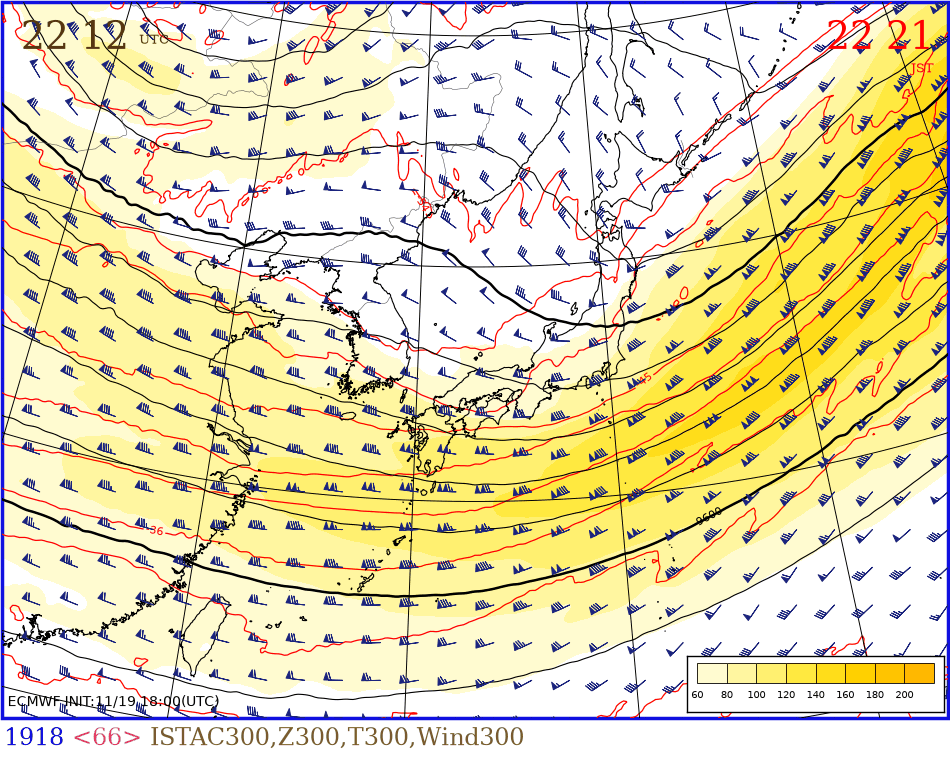 22 12 UTC
22 21
JST
-45
9600
-36
60 80 100 120 140 160 180 200
ECMWF INIT:11/19 18:00(UTC)
1918 <66> ISTAC300,Z300,T300,Wind300